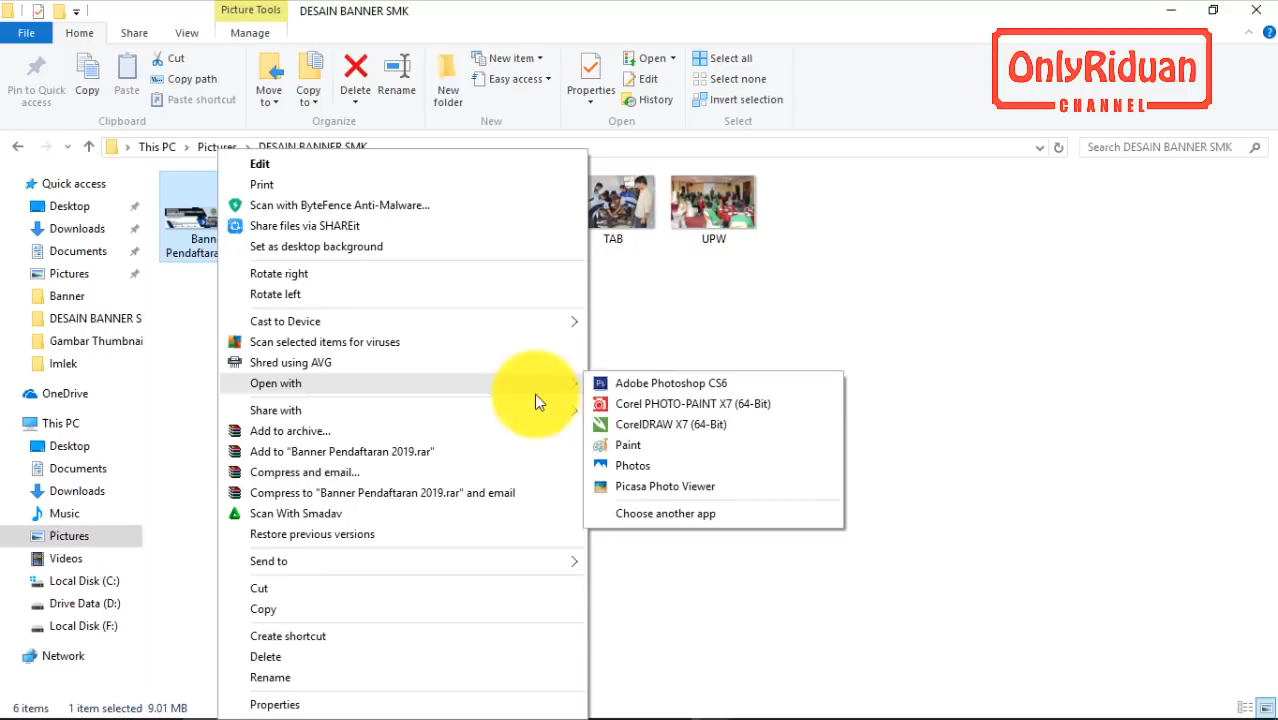 Picture Tools
DESAIN BANNER SMK
File
Home
Share
View
Manage
Pin to Quick access
Copy
Paste
Cut
Copy path
Paste shortcut
Clipboard
Move to
Copy to
Delete
Rename
Organize
New folder
New item
Easy access
New
Properties
Open
Edit
History
Open
Select all
Select none
Invert selection
Select
OnlyRiduan
CHANNEL
This PC
Pictures
DESAIN BANNER SMK
Search DESAIN BANNER SMK
Quick access
Desktop
Downloads
Documents
Pictures
Banner
DESAIN BANNER S
Gambar Thumbnai
Imlek
OneDrive
This PC
Desktop
Documents
Downloads
Music
Pictures
Videos
Local Disk (C:)
Drive Data (D:)
Local Disk (F:)
Network
Bann
Pendaftara
TAB
UPW
Edit
Print
Scan with ByteFence Anti-Malware...
Share files via SHAREit
Set as desktop background
Rotate right
Rotate left
Cast to Device
Scan selected items for viruses
Shred using AVG
Open with
Share with
Add to archive...
Add to "Banner Pendaftaran 2019.rar"
Compress and email...
Compress to "Banner Pendaftaran 2019.rar" and email
Scan With Smadav
Restore previous versions
Send to
Cut
Copy
Create shortcut
Delete
Rename
Properties
Adobe Photoshop CS6
Corel PHOTO-PAINT X7 (64-Bit)
CorelDRAW X7 (64-Bit)
Paint
Photos
Picasa Photo Viewer
Choose another app
6 items
1 item selected 9.01 MB